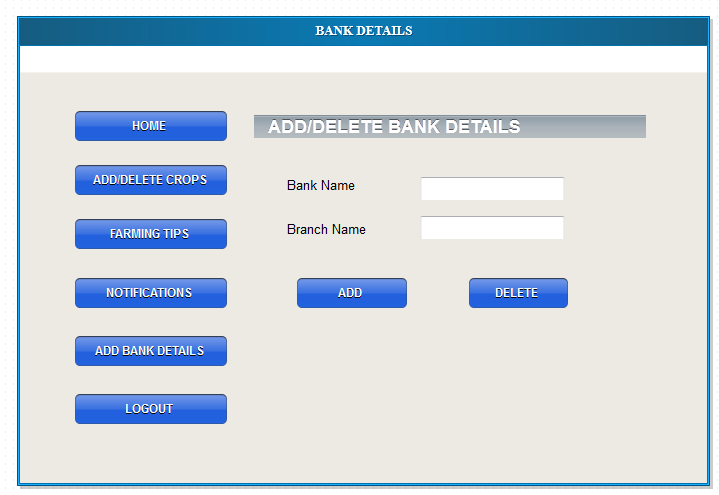 BANK DETAILS
HOME
ADD/DELETE CROPS
FARMING TIPS
NOTIFICATIONS
ADD BANK DETAILS
LOGOUT
ADD/DELETE BANK DETAILS
Bank Name
Branch Name
ADD
DELETE